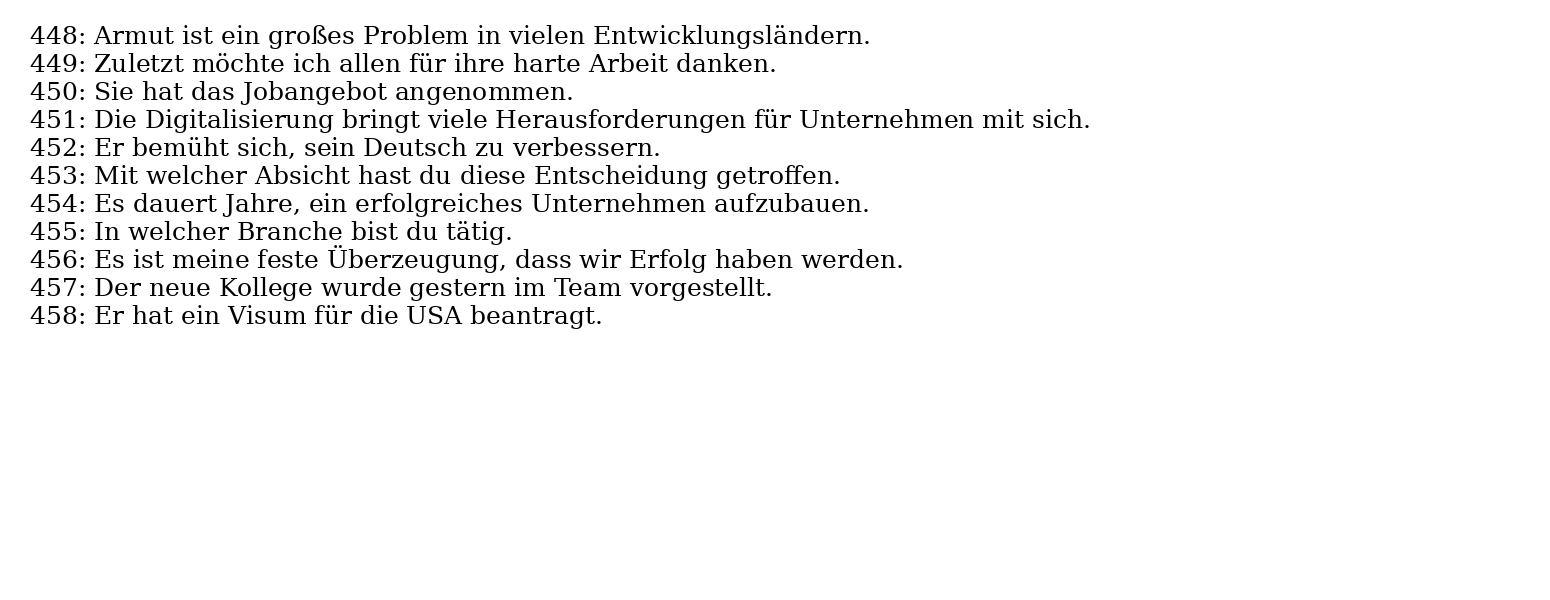 448: Armut ist ein großes Problem in vielen Entwicklungsländern.
449: Zuletzt möchte ich allen für ihre harte Arbeit danken.
450: Sie hat das Jobangebot angenommen.
451: Die Digitalisierung bringt viele Herausforderungen für Unternehmen mit sich.
452: Er bemüht sich, sein Deutsch zu verbessern.
453: Mit welcher Absicht hast du diese Entscheidung getroffen.
454: Es dauert Jahre, ein erfolgreiches Unternehmen aufzubauen.
455: In welcher Branche bist du tätig.
456: Es ist meine feste Überzeugung, dass wir Erfolg haben werden.
457: Der neue Kollege wurde gestern im Team vorgestellt.
458: Er hat ein Visum für die USA beantragt.